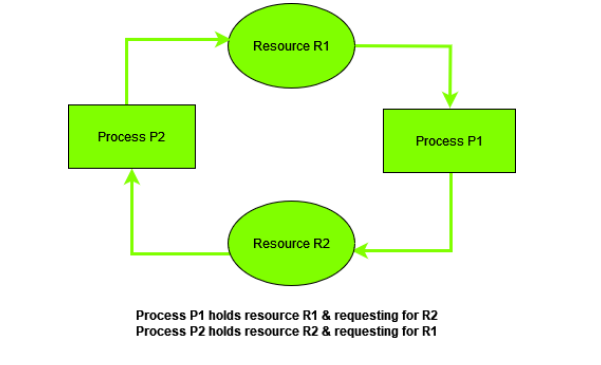 Resource R1
Process P2
Process P1
Resource R2
Process P1 holds resource R1 & requesting for R2
Process P2 holds resource R2 & requesting for R1